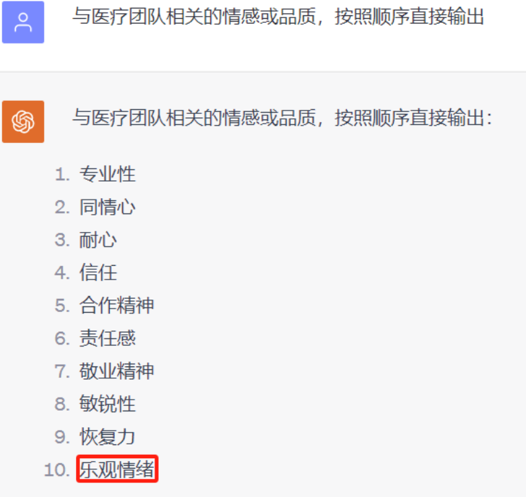 与医疗团队相关的情感或品质，按照顺序直接输出
与医疗团队相关的情感或品质，按照顺序直接输出：
1. 专业性
2. 同情心
3. 耐心
4. 信任
5. 合作精神
6. 责任感
7. 敬业精神
8. 敏锐性
9. 恢复力
10. 乐观情绪